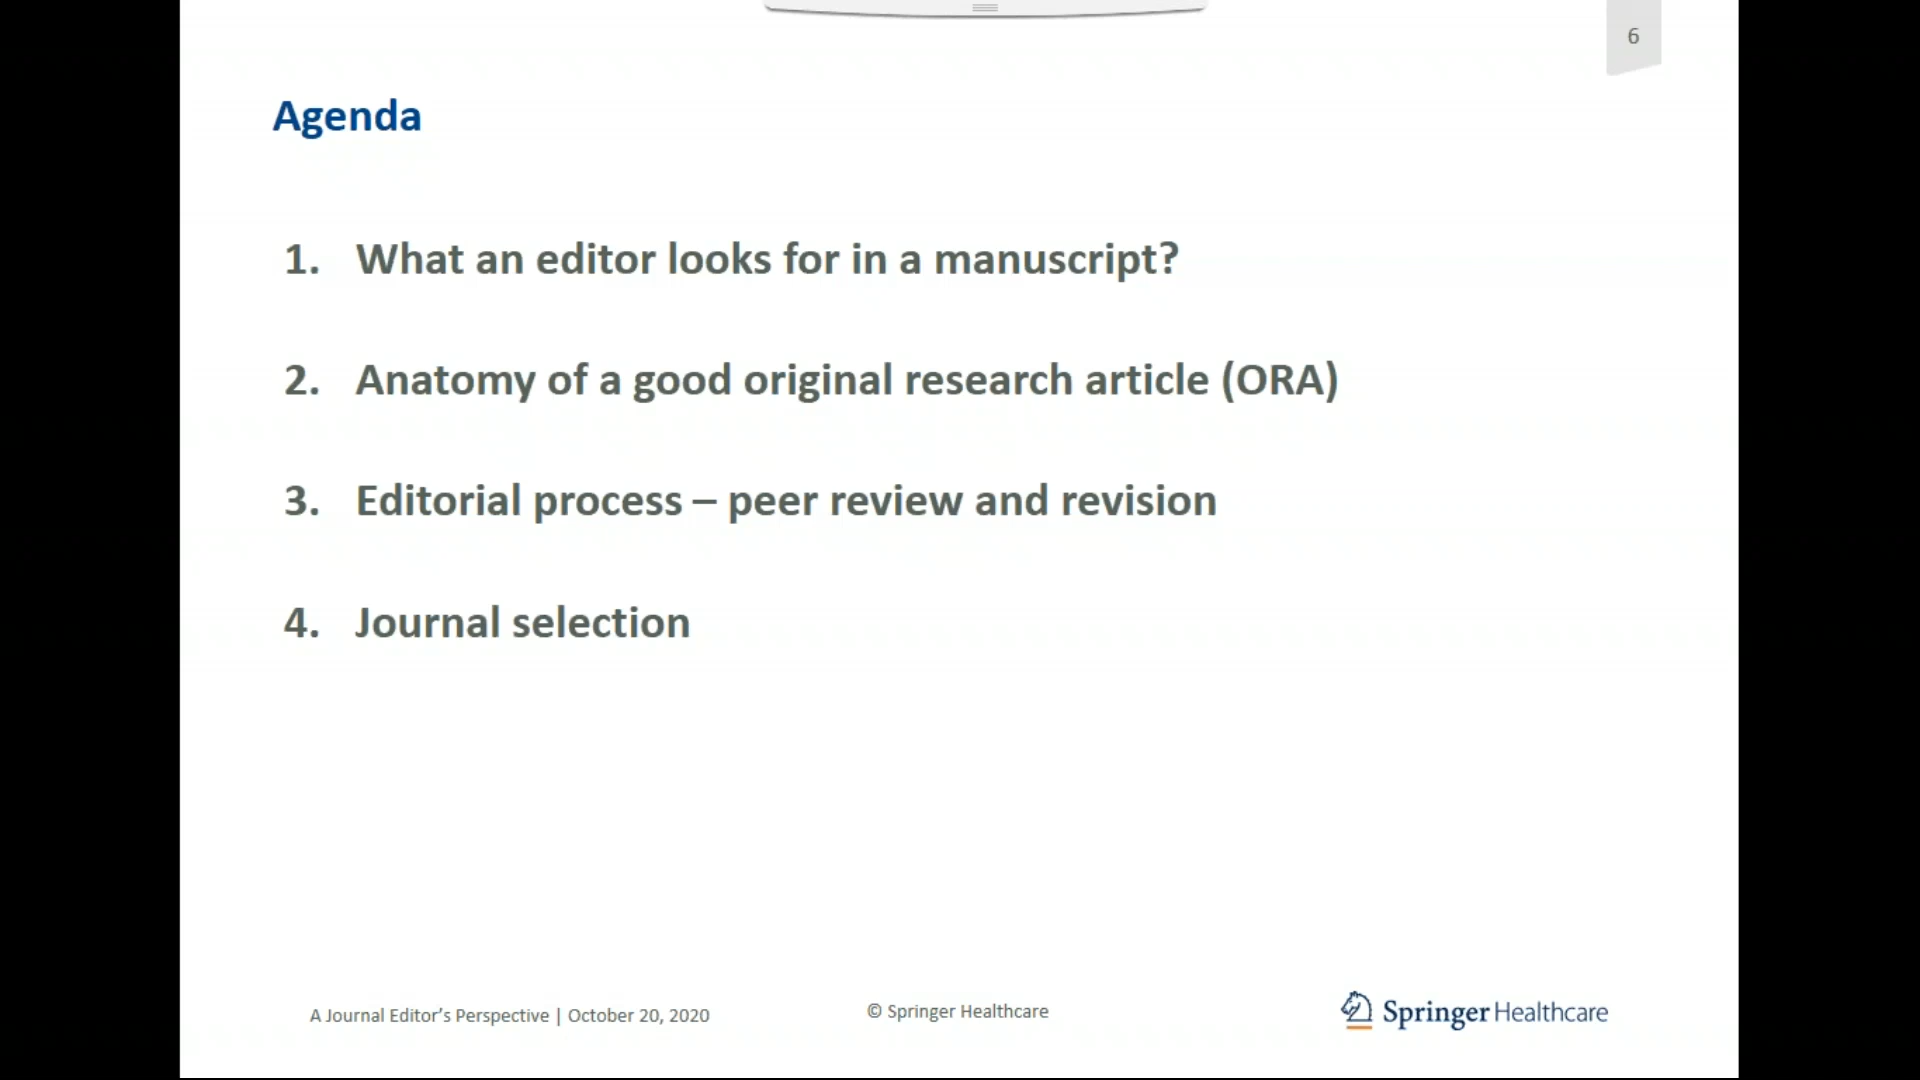 6
Agenda
1. What an editor looks for in a manuscript?
2. Anatomy of a good original research article (ORA)
3. Editorial process – peer review and revision
4. Journal selection
A Journal Editor’s Perspective | October 20, 2020
© Springer Healthcare
Springer Healthcare